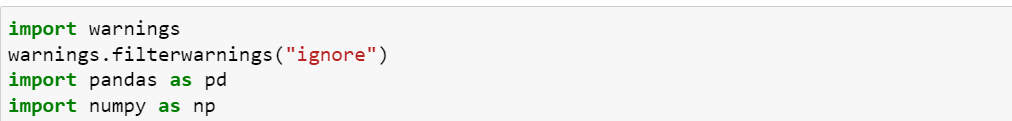 import warnings
warnings.filterwarnings("ignore")
import pandas as pd
import numpy as np